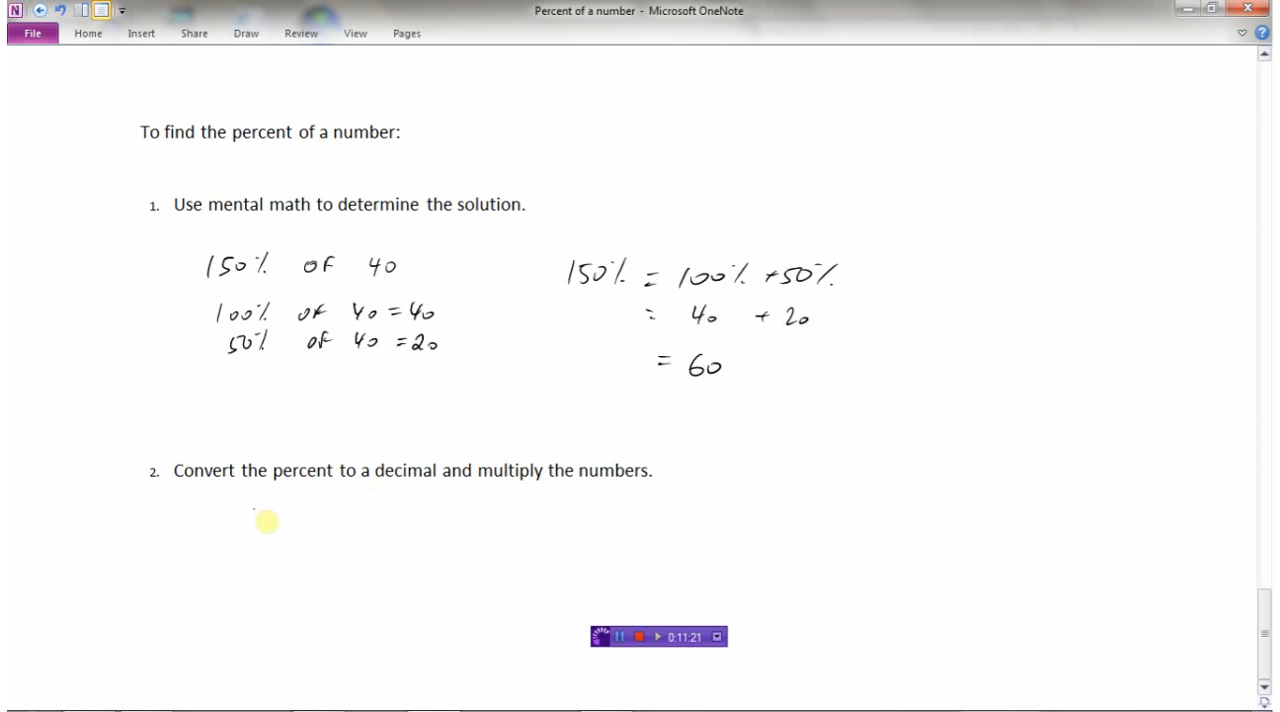 Percent of a number - Microsoft OneNote
File Home Insert Share Draw Review View Pages
To find the percent of a number:
1. Use mental math to determine the solution.
150% of 40
100% of 40 = 40
50% of 40 = 20
150% = 100% + 50%
= 40 + 20
= 60
2. Convert the percent to a decimal and multiply the numbers.
0:11:21